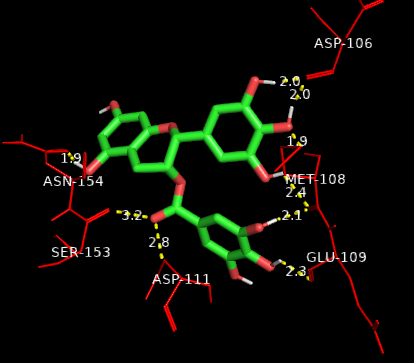 ASP-106
2.0
2.0
1.9
1.9
ASN-154
MET-108
2.4
3.2
2.1
2.8
SER-153
GLU-109
ASP-111
2.3